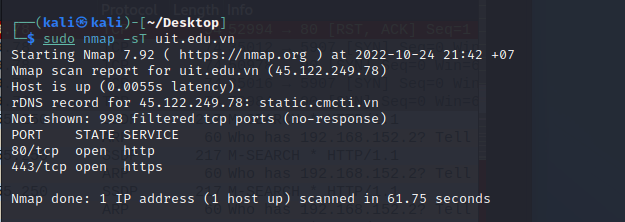 Protocol Length Info
┌──(kali㉿kali)-[~/Desktop]
└─$ sudo nmap -sT uit.edu.vn
Starting Nmap 7.92 ( https://nmap.org ) at 2022-10-24 21:42 +07
Nmap scan report for uit.edu.vn (45.122.249.78)
Host is up (0.0055s latency).
rDNS record for 45.122.249.78: static.cmcti.vn
Not shown: 998 filtered tcp ports (no-response)
PORT    STATE SERVICE
80/tcp  open  http
443/tcp open  https
Nmap done: 1 IP address (1 host up) scanned in 61.75 seconds